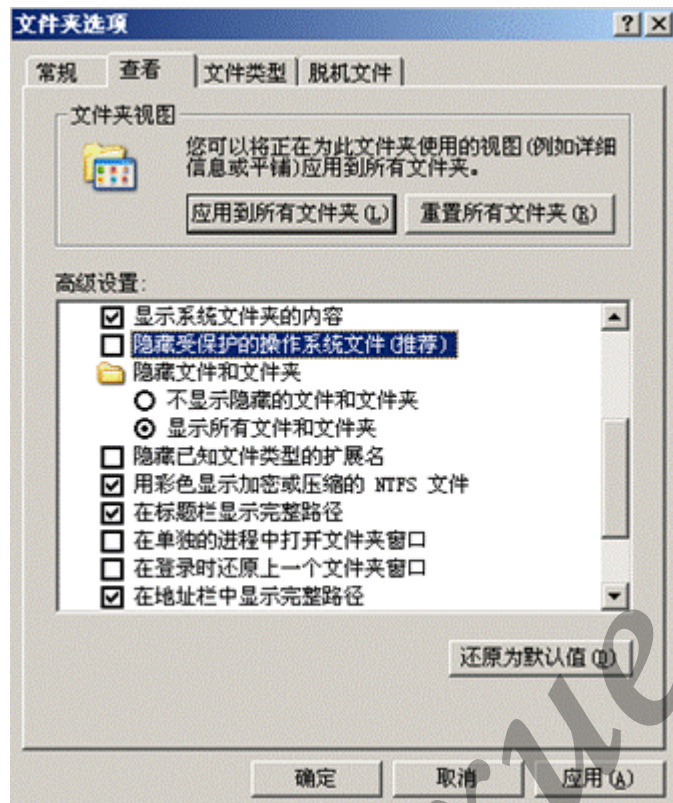 文件夹选项
常规 查看 文件类型 脱机文件
文件夹视图
您可以将正在为此文件夹使用的视图(例如详细
信息或平铺)应用到所有文件夹。
应用到所有文件夹(L) 重置所有文件夹(R)
高级设置:
显示系统文件夹的内容
隐藏受保护的操作系统文件(推荐)
隐藏文件和文件夹
不显示隐藏的文件和文件夹
显示所有文件和文件夹
隐藏已知文件类型的扩展名
用彩色显示加密或压缩的 NTFS 文件
在标题栏显示完整路径
在单独的进程中打开文件夹窗口
在登录时还原上一个文件夹窗口
在地址栏中显示完整路径
还原为默认值(D)
确定 取消 应用(A)